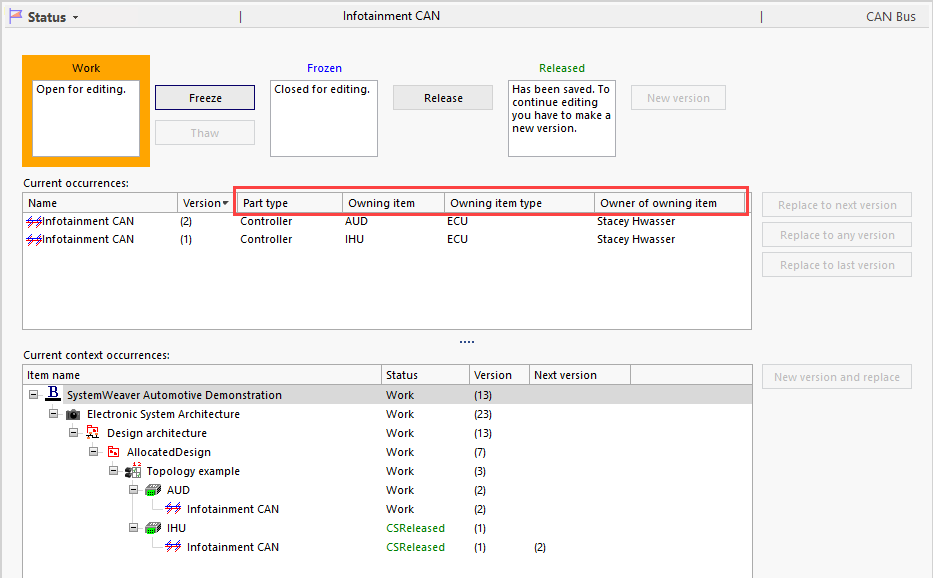 Status Infotainment CAN CAN Bus
Work Frozen Released
Open for editing. Freeze Closed for editing. Release Has been saved. To
continue editing
you have to make a
new version. New version
Thaw
Current occurrences:
Name Version Part type Owning item Owning item type Owner of owning item
Infotainment CAN (2) Controller AUD ECU Stacey Hwasser
Infotainment CAN (1) Controller IHU ECU Stacey Hwasser
Replace to next version
Replace to any version
Replace to last version
Current context occurrences:
Item name Status Version Next version
New version and replace
B SystemWeaver Automotive Demonstration Work (13)
Electronic System Architecture Work (23)
Design architecture Work (13)
AllocatedDesign Work (7)
Topology example Work (3)
AUD Work (2)
Infotainment CAN Work (2)
IHU CSReleased (1)
Infotainment CAN CSReleased (1) (2)